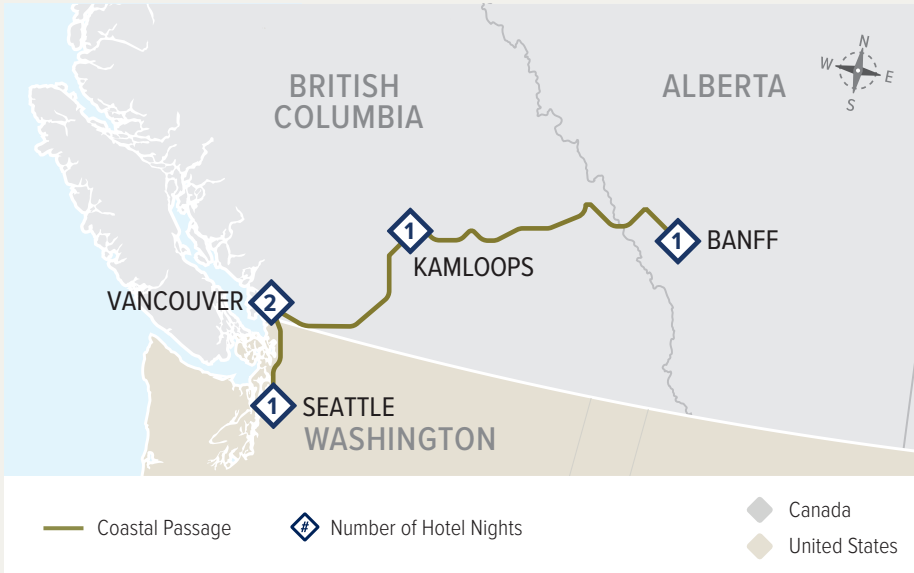 N
W
E
S
BRITISH
COLUMBIA
ALBERTA
1
KAMLOOPS
1
BANFF
VANCOUVER
2
1
SEATTLE
WASHINGTON
Coastal Passage
#
Number of Hotel Nights
Canada
United States